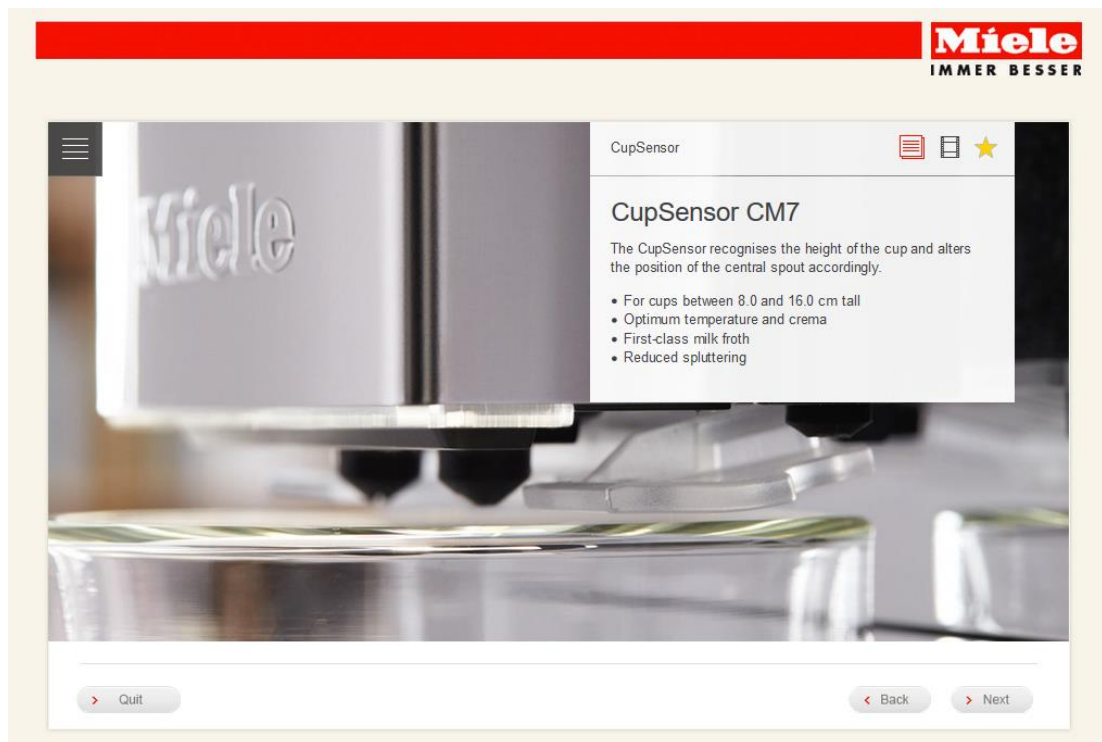 Miele
IMMER BESSER
Miele
CupSensor
CupSensor CM7
The CupSensor recognises the height of the cup and alters
the position of the central spout accordingly.
• For cups between 8.0 and 16.0 cm tall
• Optimum temperature and crema
• First-class milk froth
• Reduced spluttering
Quit
Back
Next